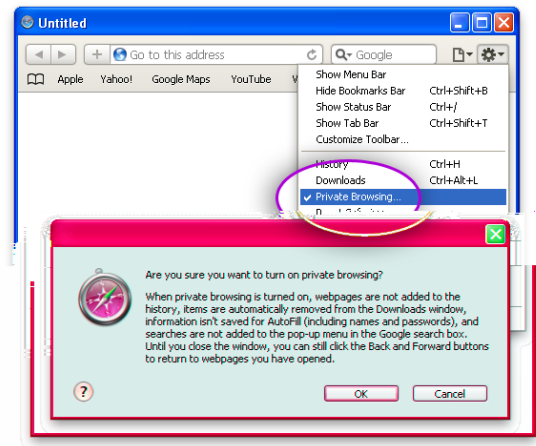 Untitled
Go to this address
Google
Apple Yahoo! Google Maps YouTube
Show Menu Bar
Hide Bookmarks Bar Ctrl+Shift+B
Show Status Bar Ctrl+/
Show Tab Bar Ctrl+Shift+T
Customize Toolbar...
History Ctrl+H
Downloads Ctrl+Alt+L
✓ Private Browsing...
Are you sure you want to turn on private browsing?
When private browsing is turned on, webpages are not added to the
history, items are automatically removed from the Downloads window,
information isn't saved for AutoFill (including names and passwords), and
searches are not added to the pop-up menu in the Google search box.
Until you close the window, you can still click the Back and Forward buttons
to return to webpages you have opened.
?
OK Cancel